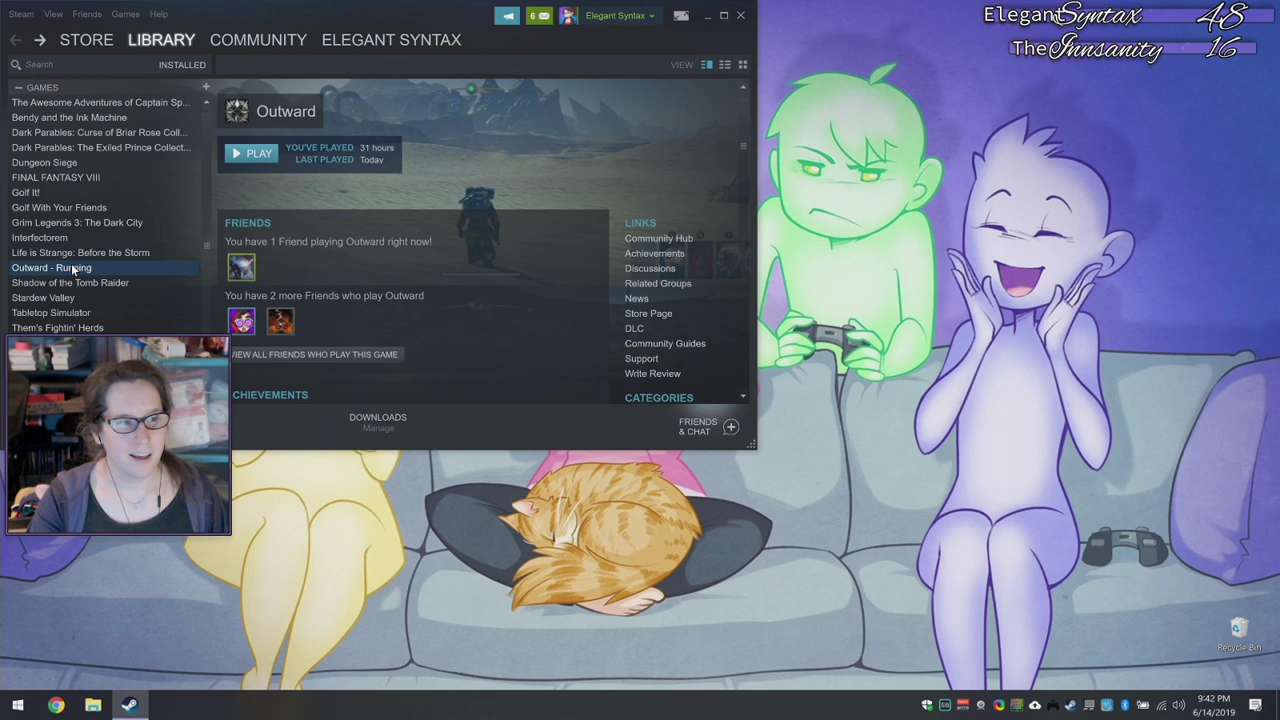 Steam View Friends Games Help
6
Elegant Syntax
STORE LIBRARY COMMUNITY ELEGANT SYNTAX
Search
INSTALLED
VIEW
GAMES
The Awesome Adventures of Captain Sp...
Bendy and the Ink Machine
Dark Parables: Curse of Briar Rose Coll...
Dark Parables: The Exiled Prince Collect...
Dungeon Siege
FINAL FANTASY VIII
Golf It!
Golf With Your Friends
Grim Legends 3: The Dark City
Interfectorem
Life is Strange: Before the Storm
Outward - Running
Shadow of the Tomb Raider
Stardew Valley
Tabletop Simulator
Them's Fightin' Herds
Outward
PLAY
YOU'VE PLAYED 31 hours
LAST PLAYED Today
FRIENDS
You have 1 Friend playing Outward right now!
You have 2 more Friends who play Outward
VIEW ALL FRIENDS WHO PLAY THIS GAME
CHIEVEMENTS
LINKS
Community Hub
Achievements
Discussions
Related Groups
News
Store Page
DLC
Community Guides
Support
Write Review
CATEGORIES
DOWNLOADS
Manage
FRIENDS
& CHAT
Elegant Syntax 48
The Innsanity 16
Recycle Bin
9:42 PM
6/14/2019